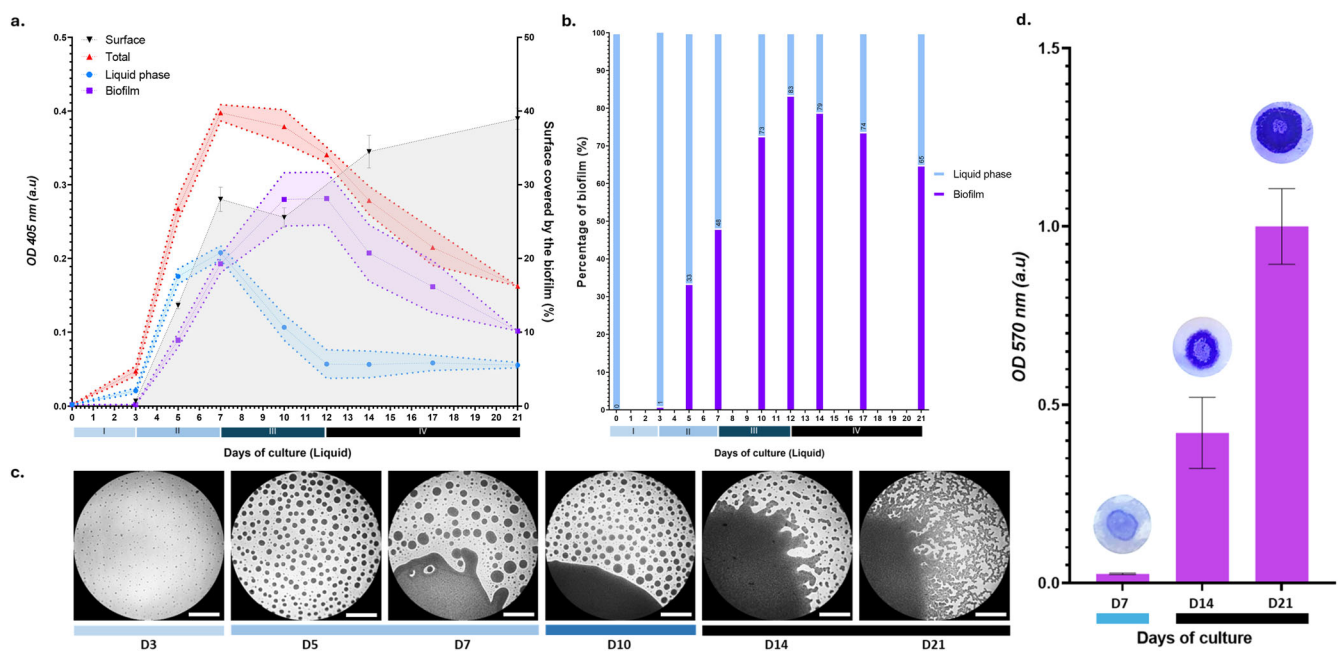 a.
0.5
0.4
0.3
0.2
0.1
0.0
OD 405 nm (a.u)
Surface
Total
Liquid phase
Biofilm
50
40
30
20
10
0
Surface covered by the biofilm (%)
0 1 2 3 4 5 6 7 8 9 10 11 12 13 14 15 16 17 18 19 20 21
I II III IV
Days of culture (Liquid)
b.
100
90
80
70
60
50
40
30
20
10
0
Percentage of biofilm (%)
0 1 33 48 73 83 79 74 65
Liquid phase
Biofilm
0 1 2 3 4 5 6 7 8 9 10 11 12 13 14 15 16 17 18 19 20 21
I II III IV
Days of culture (Liquid)
c.
D3 D5 D7 D10 D14 D21
d.
1.5
1.0
0.5
0.0
OD 570 nm (a.u)
D7 D14 D21
Days of culture